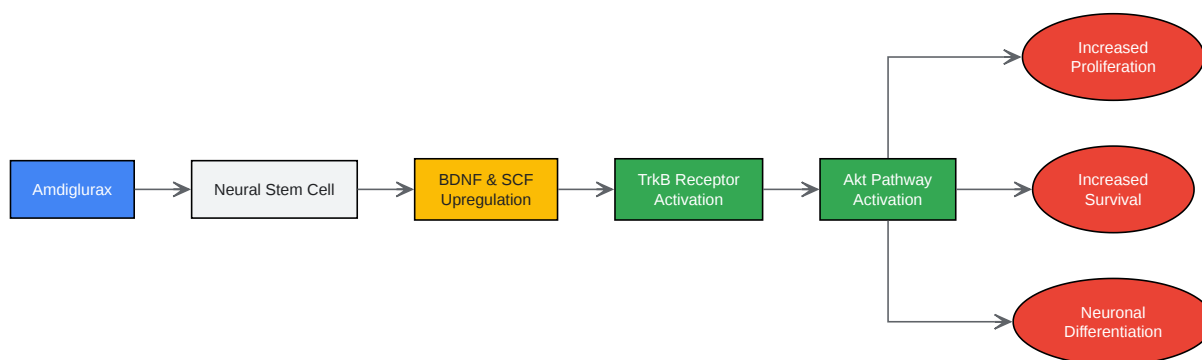 Amdiglurax
Neural Stem Cell
BDNF & SCF
Upregulation
TrkB Receptor
Activation
Akt Pathway
Activation
Increased
Proliferation
Increased
Survival
Neuronal
Differentiation